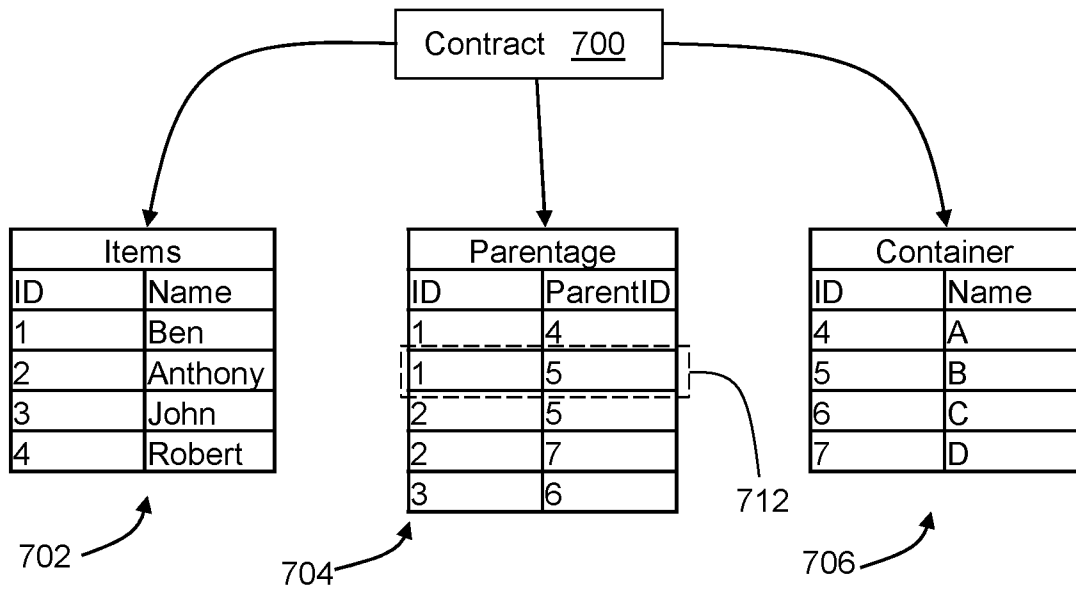 Contract 700
Items
ID Name
1 Ben
2 Anthony
3 John
4 Robert
702
Parentage
ID ParentID
1 4
1 5
2 5
2 7
3 6
704
712
Container
ID Name
4 A
5 B
6 C
7 D
706